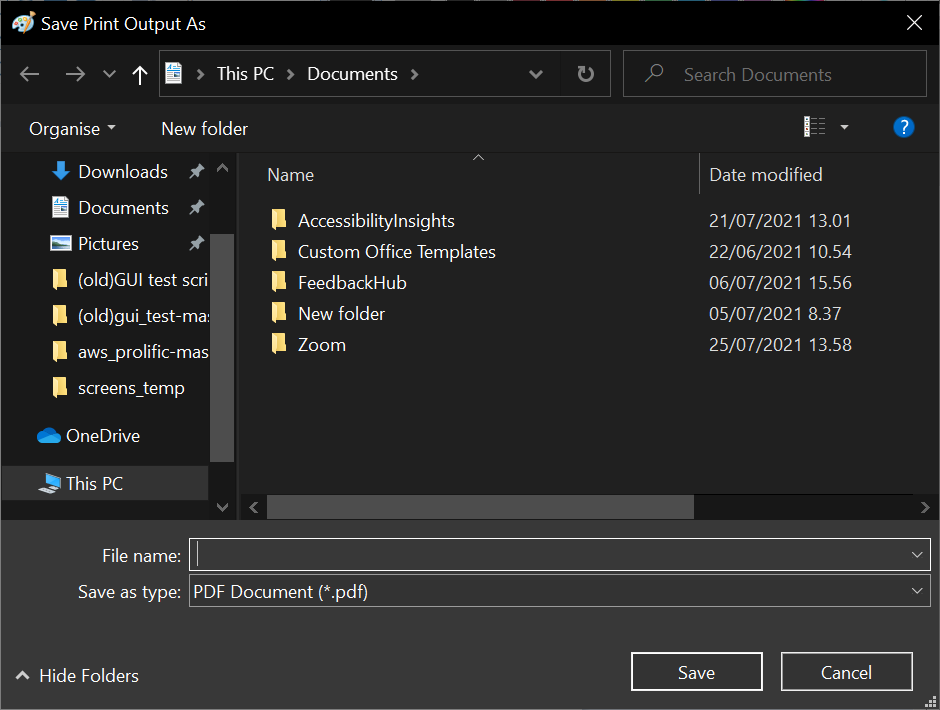 Save Print Output As
This PC Documents
Search Documents
Organise New folder
?
Downloads
Documents
Pictures
(old)GUI test scri
(old)gui_test-mas
aws_prolific-mas
screens_temp
OneDrive
This PC
Name Date modified
AccessibilityInsights 21/07/2021 13.01
Custom Office Templates 22/06/2021 10.54
FeedbackHub 06/07/2021 15.56
New folder 05/07/2021 8.37
Zoom 25/07/2021 13.58
File name:
Save as type: PDF Document (*.pdf)
Hide Folders
Save Cancel